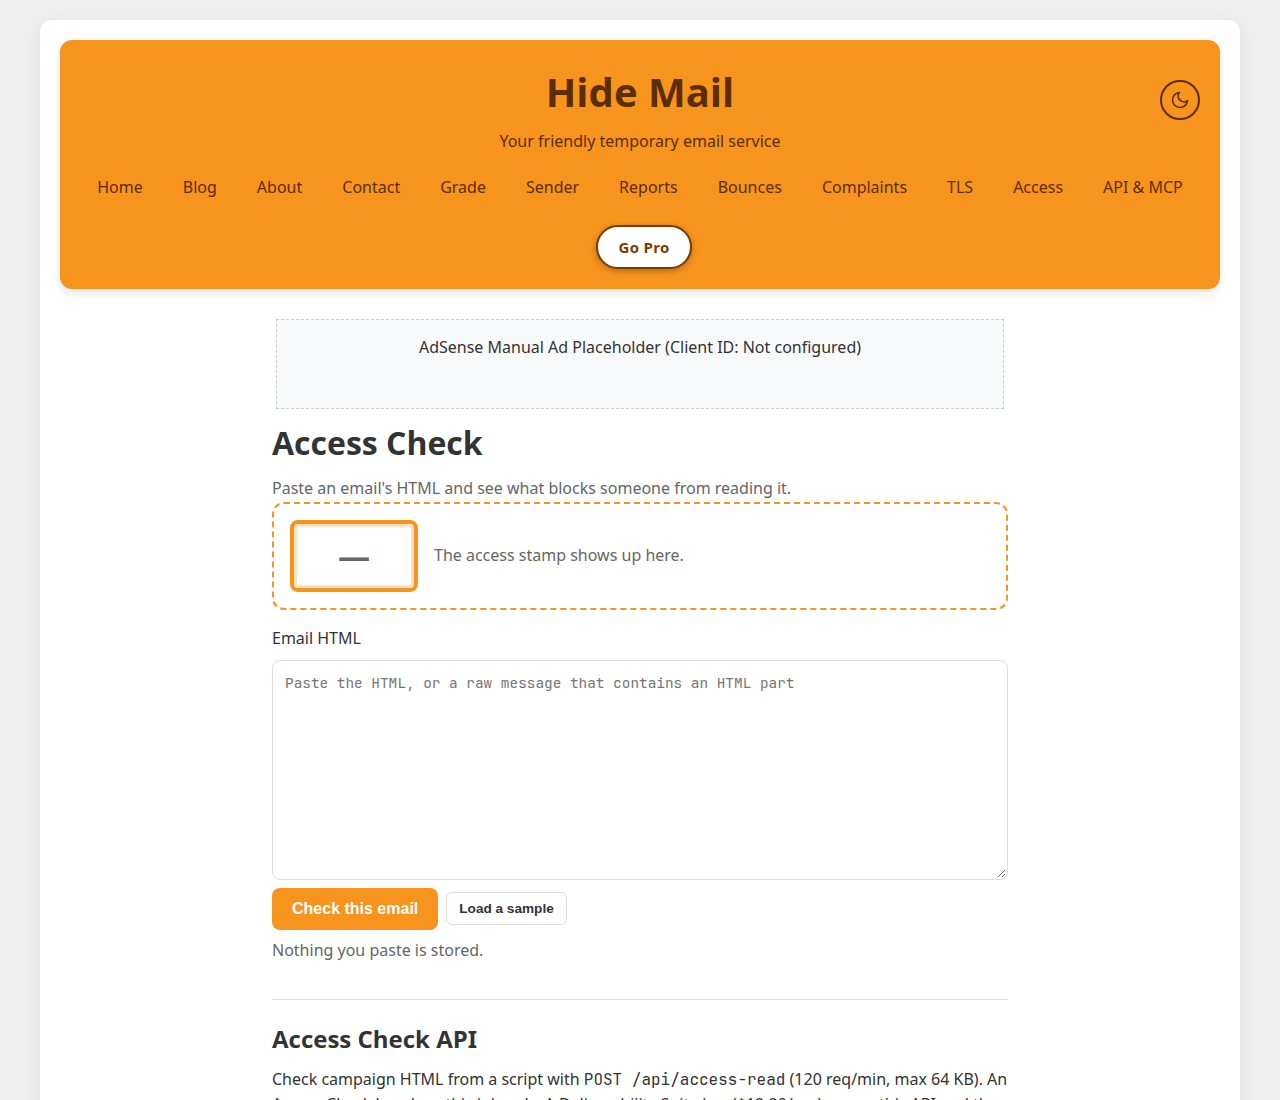 Hide Mail
Your friendly temporary email service
Home Blog About Contact Grade Sender Reports Bounces Complaints TLS Access API & MCP
Go Pro
AdSense Manual Ad Placeholder (Client ID: Not configured)
Access Check
Paste an email's HTML and see what blocks someone from reading it.
— The access stamp shows up here.
Email HTML
Paste the HTML, or a raw message that contains an HTML part
Check this email Load a sample
Nothing you paste is stored.
Access Check API
Check campaign HTML from a script with POST /api/access-read (120 req/min, max 64 KB). An